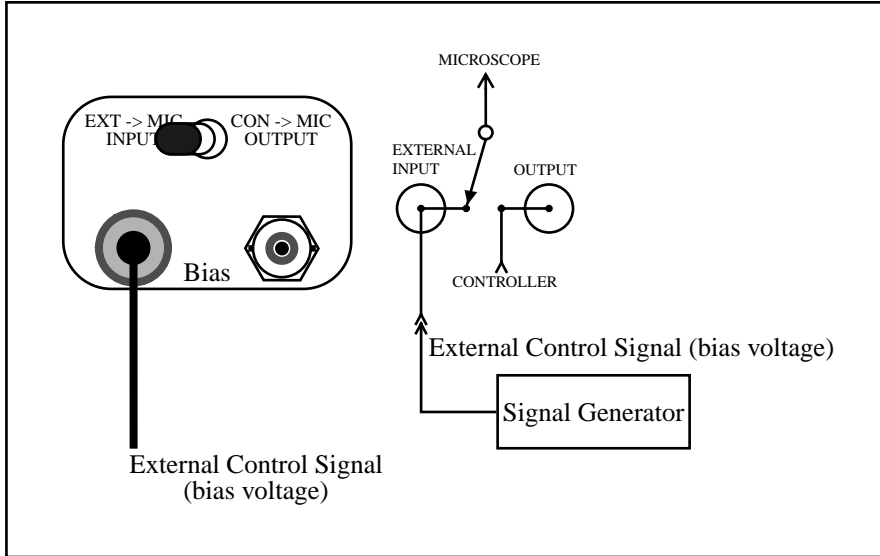 MICROSCOPE
EXT -> MIC
INPUT
CON -> MIC
OUTPUT
EXTERNAL
INPUT
OUTPUT
Bias
CONTROLLER
External Control Signal (bias voltage)
Signal Generator
External Control Signal
(bias voltage)